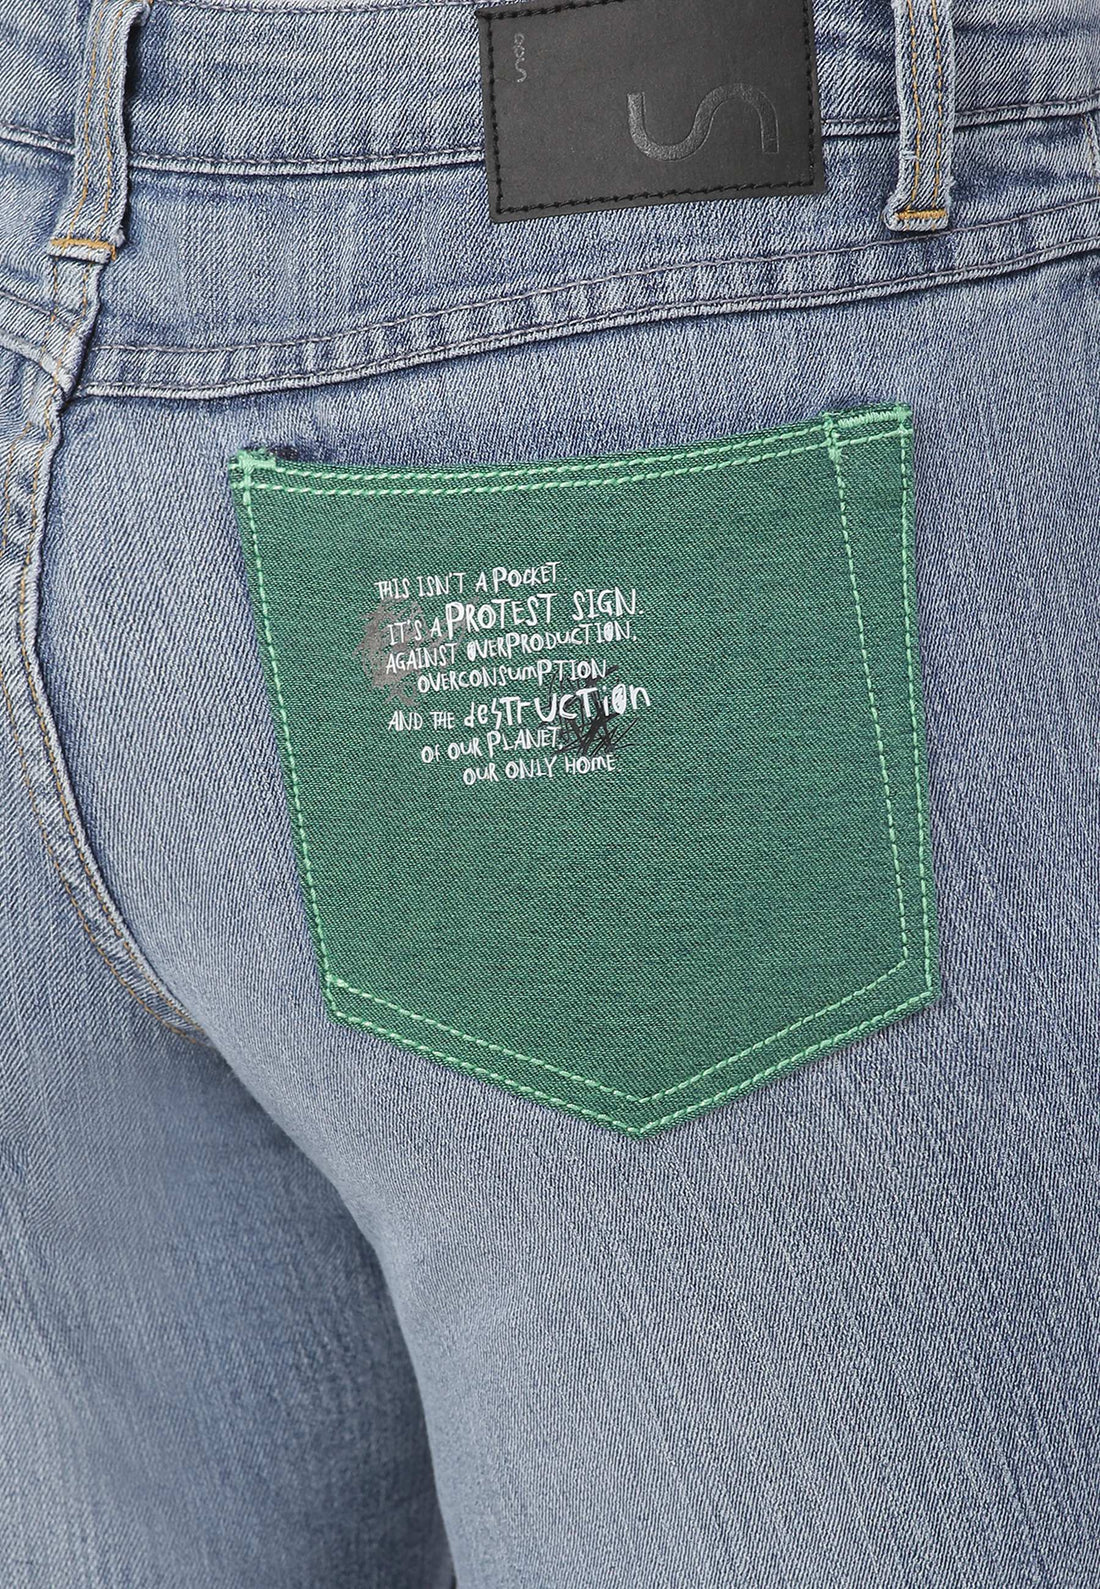 THIS ISN'T A POCKET.
IT'S A PROTEST SIGN.
AGAINST OVERPRODUCTION,
OVERCONSUMPTION
AND THE deSTrUCTiON
OF OUR PLANET.
OUR ONLY HOME.